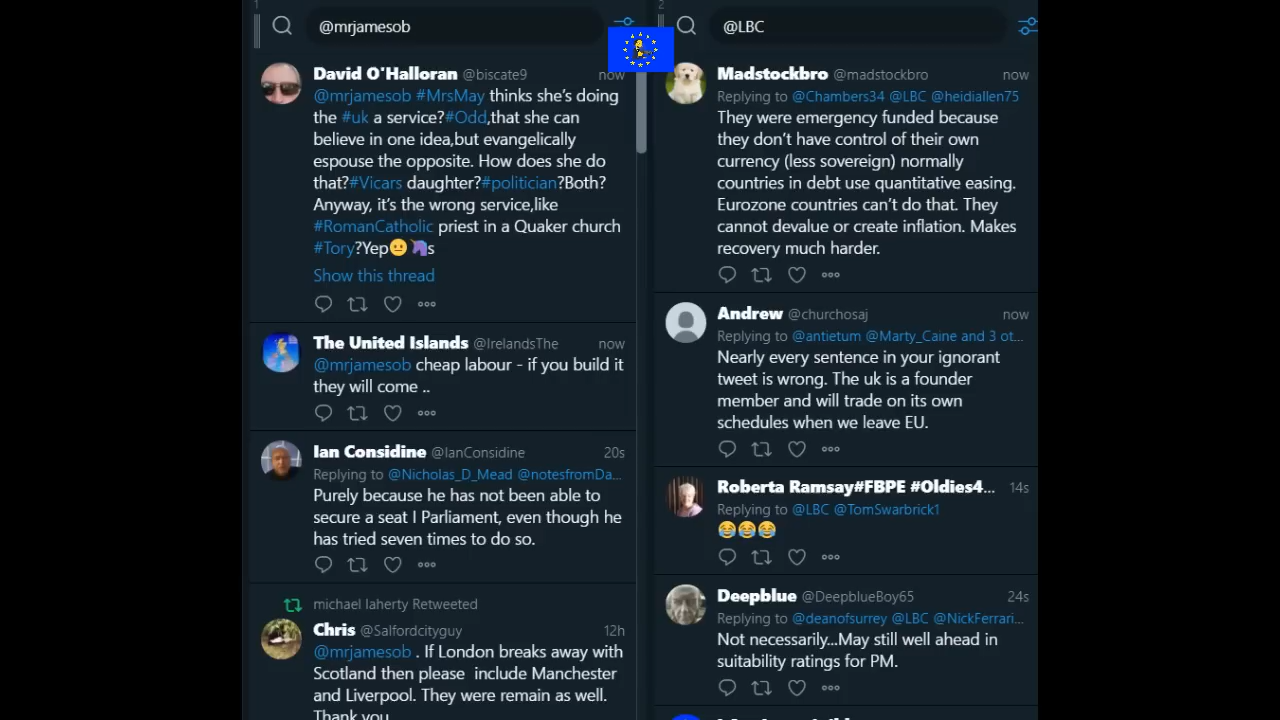 1
@mrjamesob
David O'Halloran @biscate9 now
@mrjamesob #MrsMay thinks she's doing
the #uk a service?#Odd,that she can
believe in one idea,but evangelically
espouse the opposite. How does she do
that?#Vicars daughter?#politician?Both?
Anyway, it's the wrong service,like
#RomanCatholic priest in a Quaker church
#Tory?Yep😐🦄s
Show this thread
The United Islands @IrelandsThe now
@mrjamesob cheap labour - if you build it
they will come ..
Ian Considine @IanConsidine 20s
Replying to @Nicholas_D_Mead @notesfromDa...
Purely because he has not been able to
secure a seat I Parliament, even though he
has tried seven times to do so.
michael laherty Retweeted
Chris @Salfordcityguy 12h
@mrjamesob . If London breaks away with
Scotland then please include Manchester
and Liverpool. They were remain as well.
Thank you
2
@LBC
Madstockbro @madstockbro now
Replying to @Chambers34 @LBC @heidiallen75
They were emergency funded because
they don't have control of their own
currency (less sovereign) normally
countries in debt use quantitative easing.
Eurozone countries can't do that. They
cannot devalue or create inflation. Makes
recovery much harder.
Andrew @churchosaj now
Replying to @antietum @Marty_Caine and 3 ot...
Nearly every sentence in your ignorant
tweet is wrong. The uk is a founder
member and will trade on its own
schedules when we leave EU.
Roberta Ramsay#FBPE #Oldies4... 14s
Replying to @LBC @TomSwarbrick1
😂😂😂
Deepblue @DeepblueBoy65 24s
Replying to @deanofsurrey @LBC @NickFerrari...
Not necessarily...May still well ahead in
suitability ratings for PM.